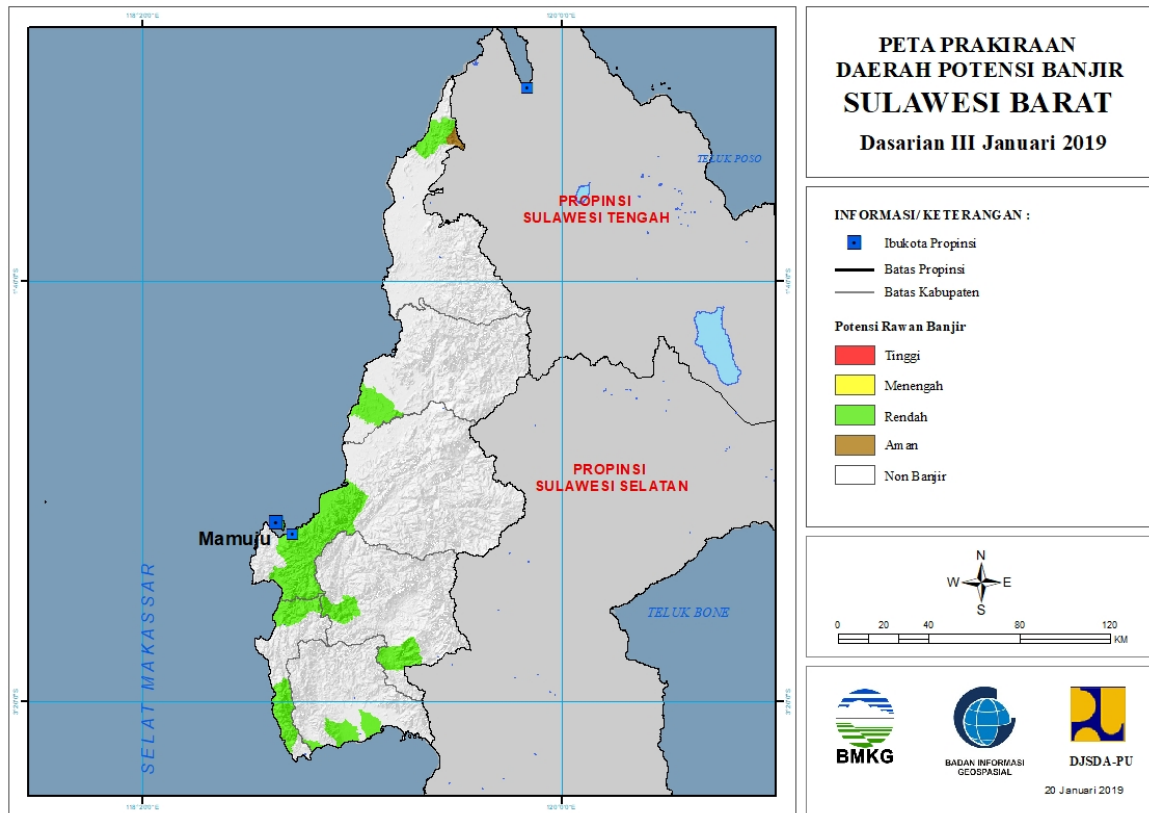 PETA PRAKIRAAN
DAERAH POTENSI BANJIR
SULAWESI BARAT
Dasarian III Januari 2019
INFORMASI/ KETERANGAN :
Ibukota Propinsi
Batas Propinsi
Batas Kabupaten
Potensi Rawan Banjir
Tinggi
Menengah
Rendah
Aman
Non Banjir
N
W E
S
0 20 40 80 120
KM
BMKG
BADAN INFORMASI
GEOSPASIAL
DJSDA-PU
20 Januari 2019
TELUK POSO
PROPINSI
SULAWESI TENGAH
PROPINSI
SULAWESI SELATAN
Mamuju
TELUK BONE
SELAT MAKASSAR